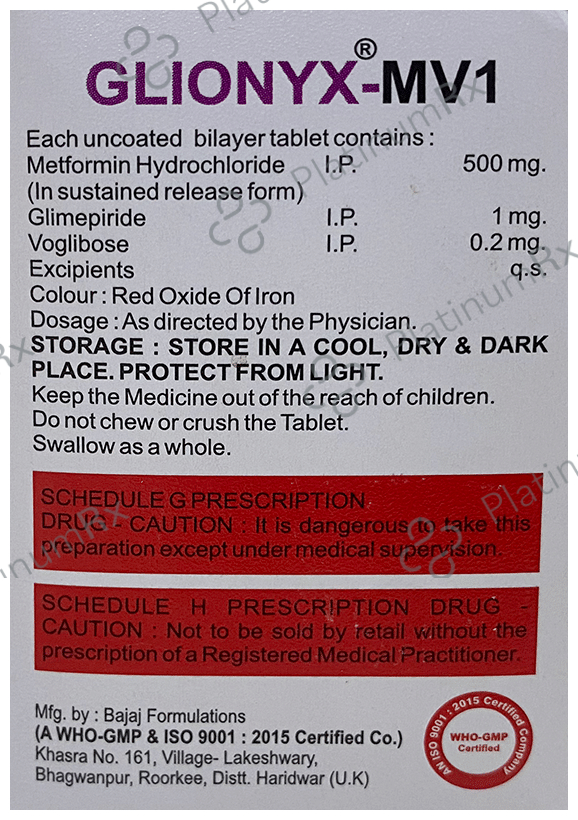 GLIONYX-MV1®
Each uncoated bilayer tablet contains :
Metformin Hydrochloride I.P. 500 mg.
(In sustained release form)
Glimepiride I.P. 1 mg.
Voglibose I.P. 0.2 mg.
Excipients q.s.
Colour : Red Oxide Of Iron
Dosage : As directed by the Physician.
STORAGE : STORE IN A COOL, DRY & DARK
PLACE. PROTECT FROM LIGHT.
Keep the Medicine out of the reach of children.
Do not chew or crush the Tablet.
Swallow as a whole.
SCHEDULE G PRESCRIPTION
DRUG - CAUTION : It is dangerous to take this
preparation except under medical supervision.
SCHEDULE H PRESCRIPTION DRUG -
CAUTION : Not to be sold by retail without the
prescription of a Registered Medical Practitioner.
Mfg. by : Bajaj Formulations
(A WHO-GMP & ISO 9001 : 2015 Certified Co.)
Khasra No. 161, Village- Lakeshwary,
Bhagwanpur, Roorkee, Distt. Haridwar (U.K)
AN ISO 9001 : 2015 Certified Company
WHO-GMP
Certified
PlatinumRx
PlatinumRx
PlatinumRx
PlatinumRx
PlatinumRx